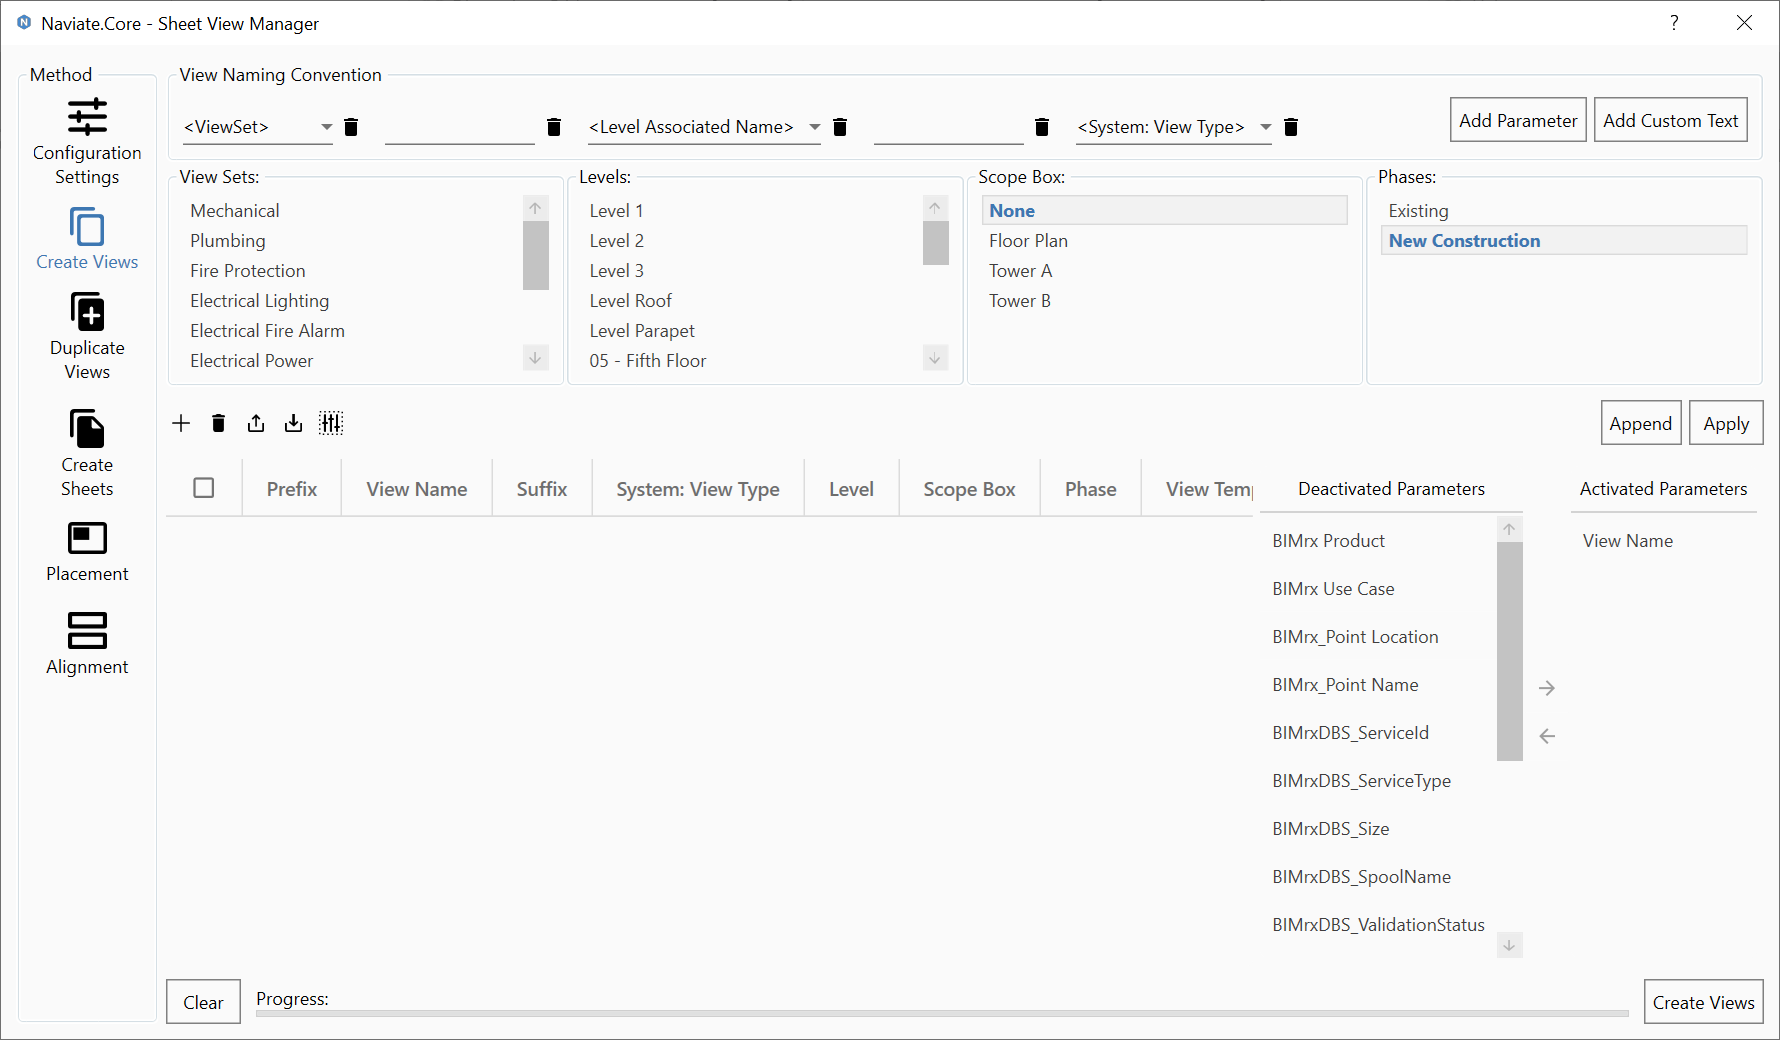 Naviate.Core - Sheet View Manager
?
Method
Configuration
Settings
Create Views
Duplicate
Views
Create
Sheets
Placement
Alignment
View Naming Convention
<ViewSet>
<Level Associated Name>
<System: View Type>
Add Parameter
Add Custom Text
View Sets:
Mechanical
Plumbing
Fire Protection
Electrical Lighting
Electrical Fire Alarm
Electrical Power
Levels:
Level 1
Level 2
Level 3
Level Roof
Level Parapet
05 - Fifth Floor
Scope Box:
None
Floor Plan
Tower A
Tower B
Phases:
Existing
New Construction
Append
Apply
Prefix
View Name
Suffix
System: View Type
Level
Scope Box
Phase
View Temp
Deactivated Parameters
BIMrx Product
BIMrx Use Case
BIMrx_Point Location
BIMrx_Point Name
BIMrxDBS_ServiceId
BIMrxDBS_ServiceType
BIMrxDBS_Size
BIMrxDBS_SpoolName
BIMrxDBS_ValidationStatus
Activated Parameters
View Name
Clear
Progress:
Create Views